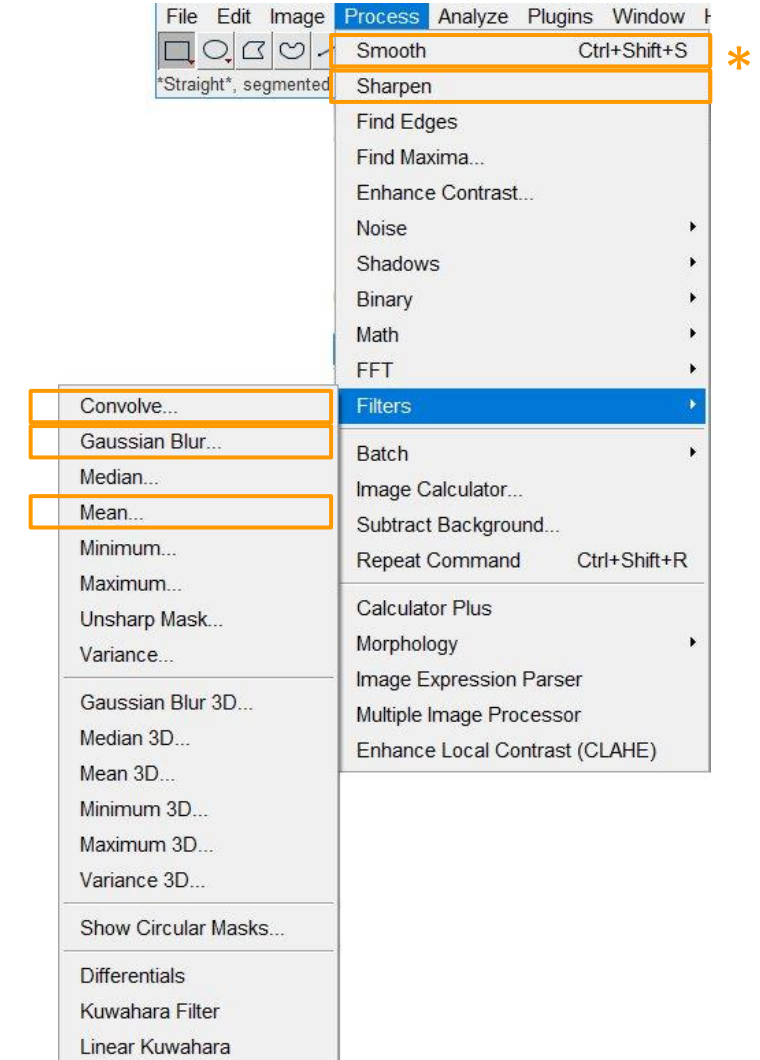 File Edit Image Process Analyze Plugins Window
*Straight*, segmented
Smooth Ctrl+Shift+S *
Sharpen
Find Edges
Find Maxima...
Enhance Contrast...
Noise
Shadows
Binary
Math
FFT
Filters
Batch
Image Calculator...
Subtract Background...
Repeat Command Ctrl+Shift+R
Calculator Plus
Morphology
Image Expression Parser
Multiple Image Processor
Enhance Local Contrast (CLAHE)
Convolve...
Gaussian Blur...
Median...
Mean...
Minimum...
Maximum...
Unsharp Mask...
Variance...
Gaussian Blur 3D...
Median 3D...
Mean 3D...
Minimum 3D...
Maximum 3D...
Variance 3D...
Show Circular Masks...
Differentials
Kuwahara Filter
Linear Kuwahara